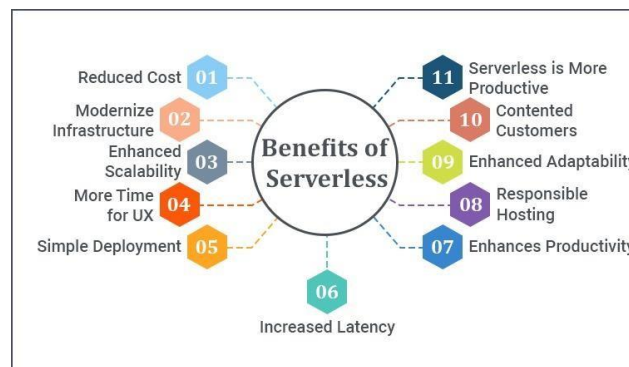 01
Reduced Cost
02
Modernize
Infrastructure
03
Enhanced
Scalability
04
More Time
for UX
05
Simple Deployment
06
Increased Latency
Benefits of
Serverless
11
Serverless is More
Productive
10
Contented
Customers
09
Enhanced Adaptability
08
Responsible
Hosting
07
Enhances Productivity